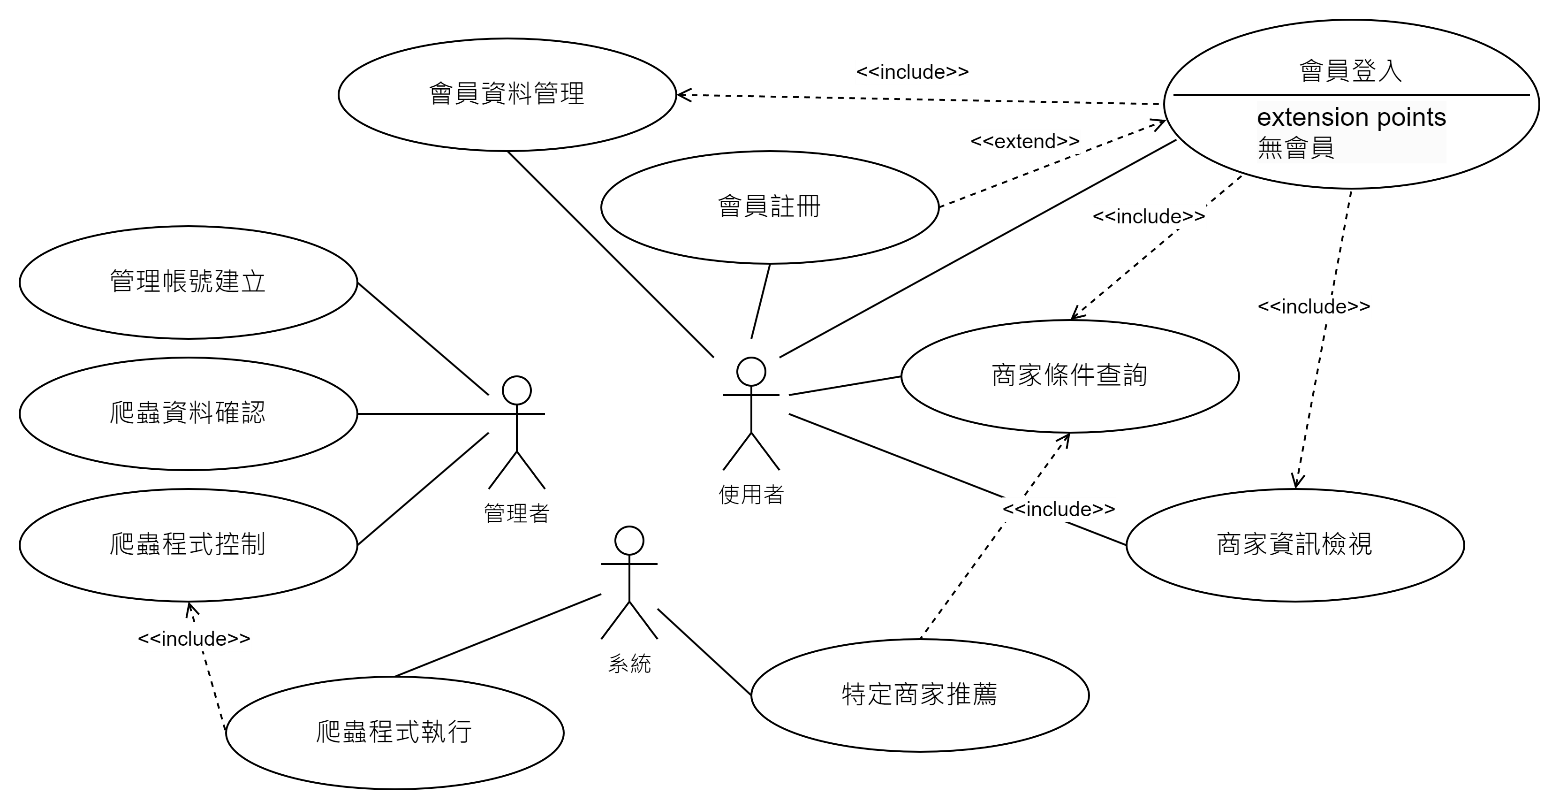 <<include>>
會員登入
會員資料管理
extension points
<<extend>>
無會員
會員註冊
<<include>>
管理帳號建立
<<include>>
商家條件查詢
爬蟲資料確認
使用者
管理者
<<include>>
爬蟲程式控制
商家資訊檢視
<<include>>
系統
特定商家推薦
爬蟲程式執行